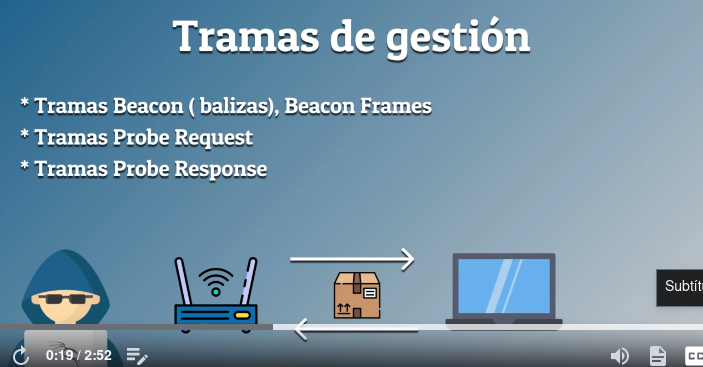 Tramas de gestión
* Tramas Beacon ( balizas), Beacon Frames
* Tramas Probe Request
* Tramas Probe Response
Subtít
0:19 / 2:52
CC